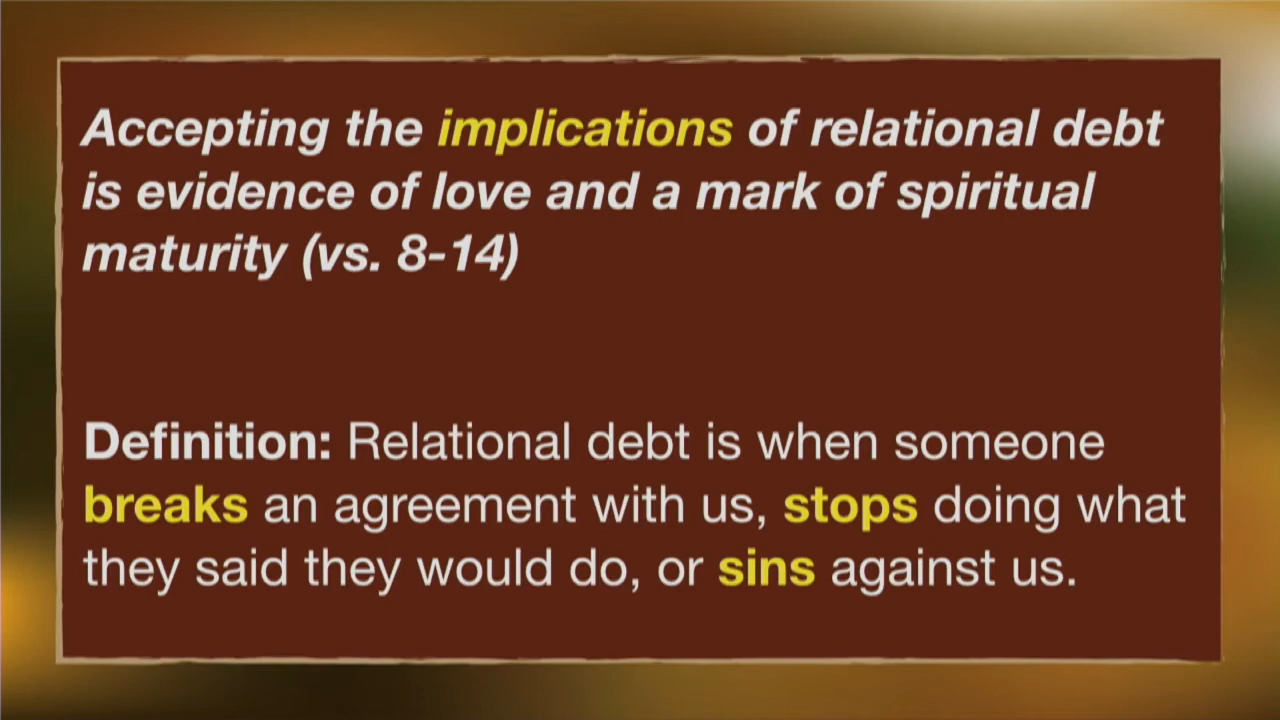 Accepting the implications of relational debt
is evidence of love and a mark of spiritual
maturity (vs. 8-14)
Definition: Relational debt is when someone
breaks an agreement with us, stops doing what
they said they would do, or sins against us.